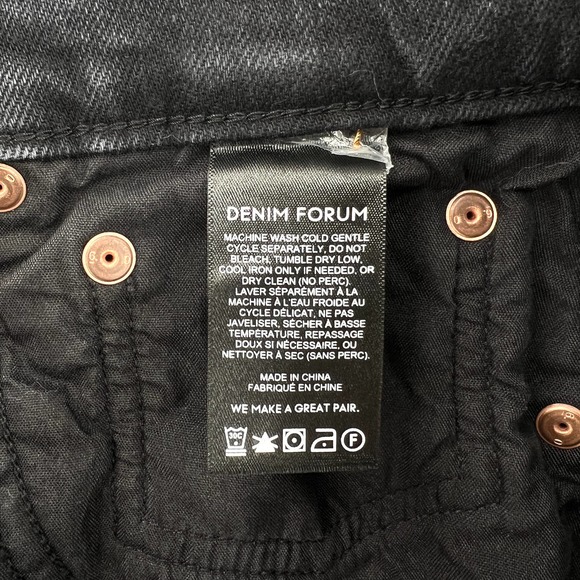 DENIM FORUM
MACHINE WASH COLD GENTLE
CYCLE SEPARATELY, DO NOT
BLEACH. TUMBLE DRY LOW,
COOL IRON ONLY IF NEEDED, OR
DRY CLEAN (NO PERC).
LAVER SÉPARÉMENT À LA
MACHINE À L'EAU FROIDE AU
CYCLE DÉLICAT, NE PAS
JAVELISER, SÉCHER À BASSE
TEMPÉRATURE, REPASSAGE
DOUX SI NÉCESSAIRE, OU
NETTOYER À SEC (SANS PERC).
MADE IN CHINA
FABRIQUÉ EN CHINE
WE MAKE A GREAT PAIR.
30C F